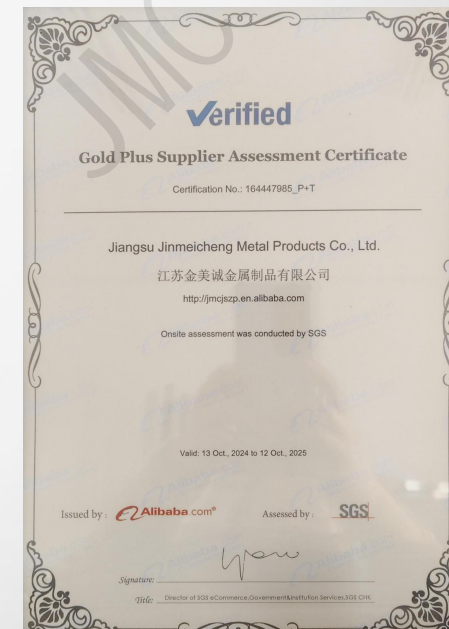 JMC
Verified
Gold Plus Supplier Assessment Certificate
Certification No.: 164447985_P+T
Jiangsu Jinmeicheng Metal Products Co., Ltd.
江苏金美诚金属制品有限公司
http://jmcjszp.en.alibaba.com
Onsite assessment was conducted by SGS
Valid: 13 Oct., 2024 to 12 Oct., 2025
Issued by : Alibaba.com® Assessed by : SGS
Signature:
Title: Director of SGS eCommerce,Government&Institution Services,SGS CHK